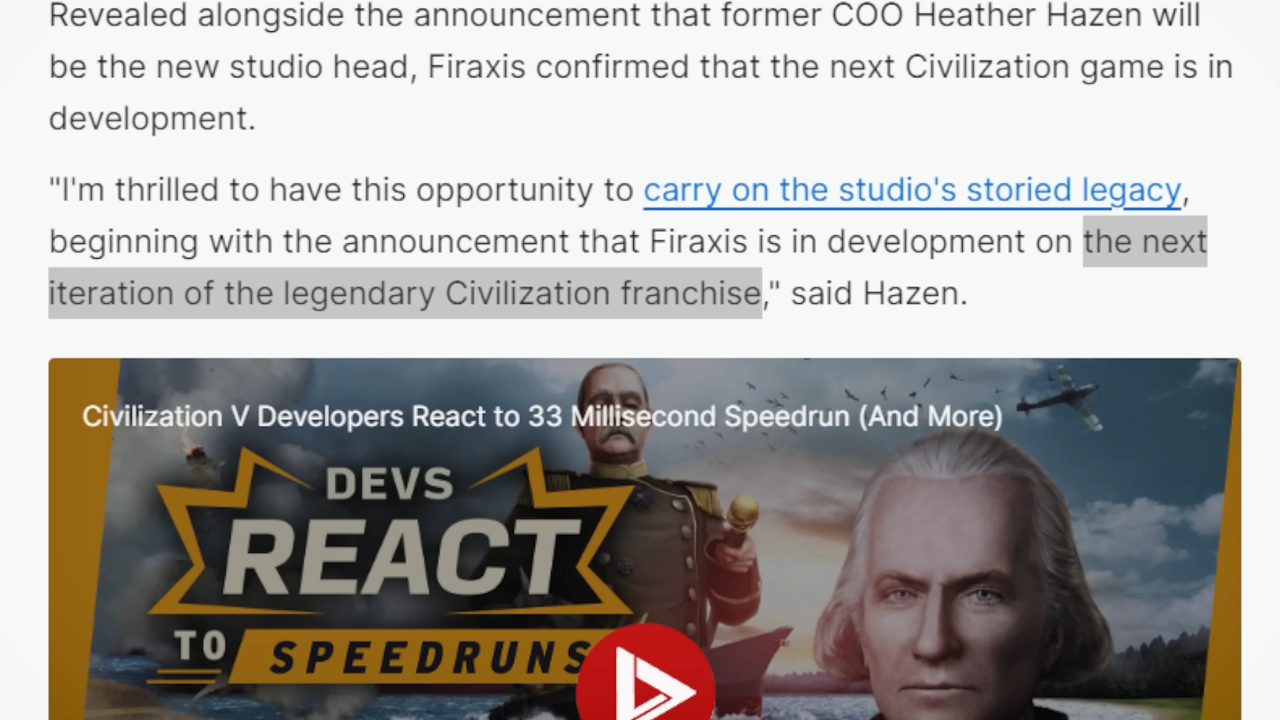 Revealed alongside the announcement that former COO Heather Hazen will
be the new studio head, Firaxis confirmed that the next Civilization game is in
development.
"I'm thrilled to have this opportunity to carry on the studio's storied legacy,
beginning with the announcement that Firaxis is in development on the next
iteration of the legendary Civilization franchise," said Hazen.
Civilization V Developers React to 33 Millisecond Speedrun (And More)
DEVS
REACT
TO SPEEDRUNS